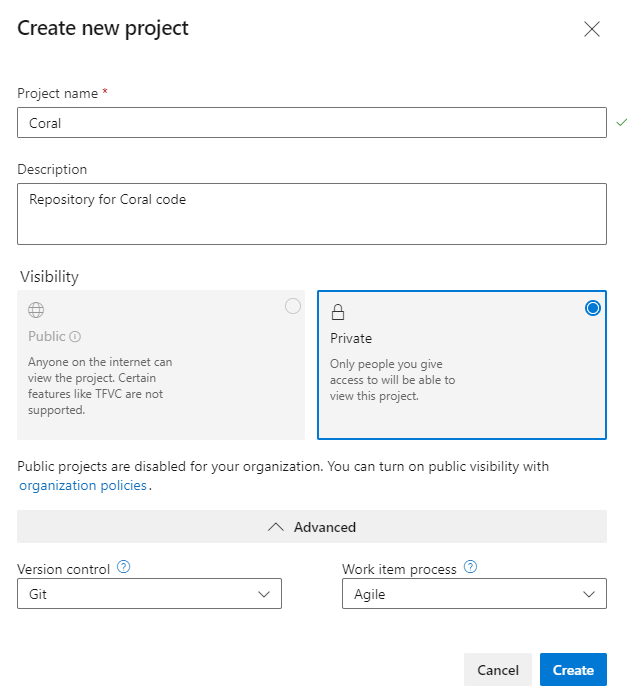 Create new project
Project name *
Coral
Description
Repository for Coral code
Visibility
Public
Anyone on the internet can
view the project. Certain
features like TFVC are not
supported.
Private
Only people you give
access to will be able to
view this project.
Public projects are disabled for your organization. You can turn on public visibility with
organization policies.
Advanced
Version control
Git
Work item process
Agile
Cancel
Create